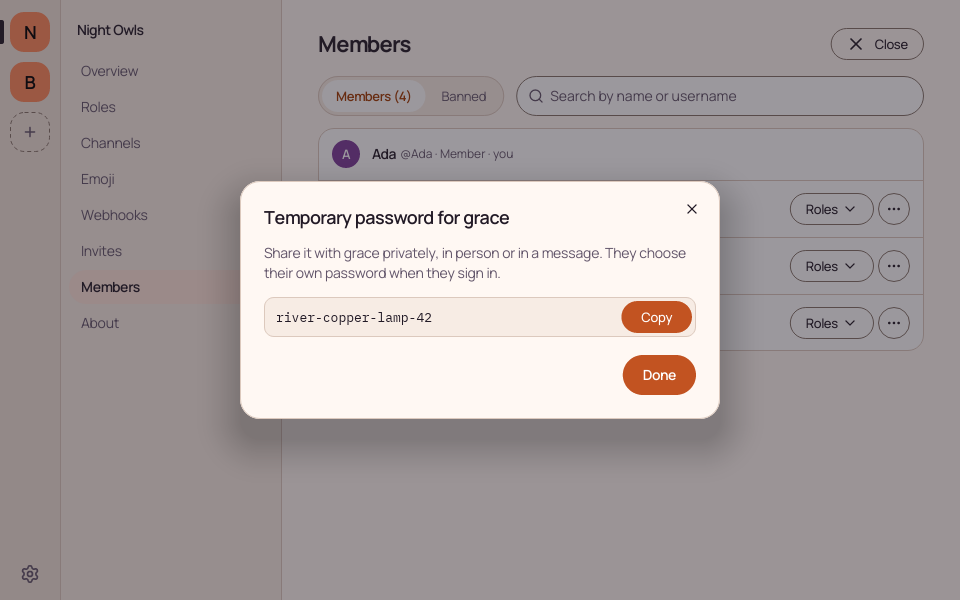 N
Night Owls
B
Overview
Roles
Channels
Emoji
Webhooks
Invites
Members
About
Members
Close
Members (4)
Banned
Search by name or username
A
Ada @Ada · Member · you
Roles
Roles
Roles
Temporary password for grace
Share it with grace privately, in person or in a message. They choose
their own password when they sign in.
river-copper-lamp-42
Copy
Done